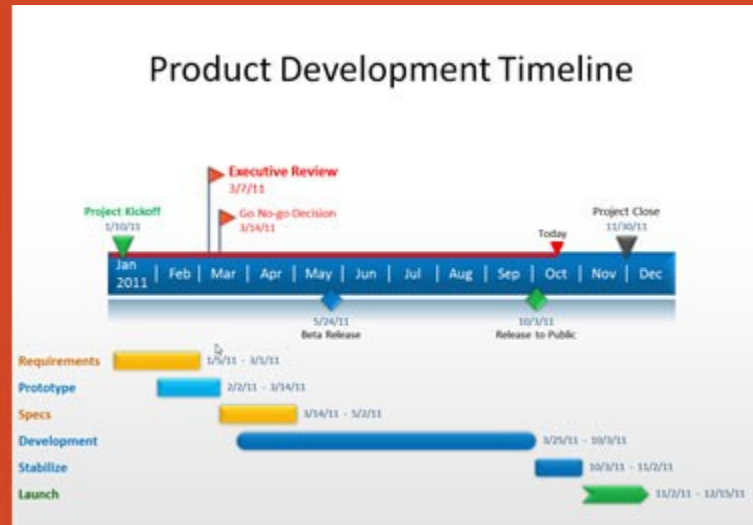 Product Development Timeline
Executive Review
3/7/11
Project Kickoff
1/10/11
Go No-go Decision
3/14/11
Project Close
11/30/11
Today
Jan
2011
Feb
Mar
Apr
May
Jun
Jul
Aug
Sep
Oct
Nov
Dec
5/24/11
Beta Release
10/3/11
Release to Public
Requirements
1/5/11 - 3/1/11
Prototype
2/2/11 - 3/14/11
Specs
3/14/11 - 5/2/11
Development
3/25/11 - 10/3/11
Stabilize
10/3/11 - 11/2/11
Launch
11/2/11 - 12/15/11